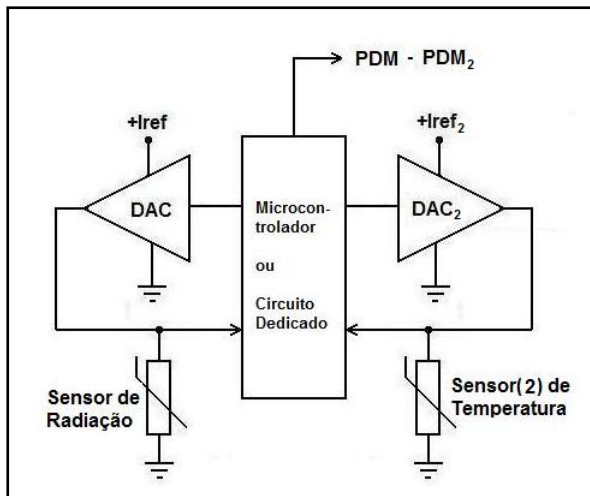 PDM - PDM₂
+Iref
+Iref₂
DAC
Microcon-
trolador
ou
Circuito
Dedicado
DAC₂
Sensor de
Radiação
Sensor(2) de
Temperatura